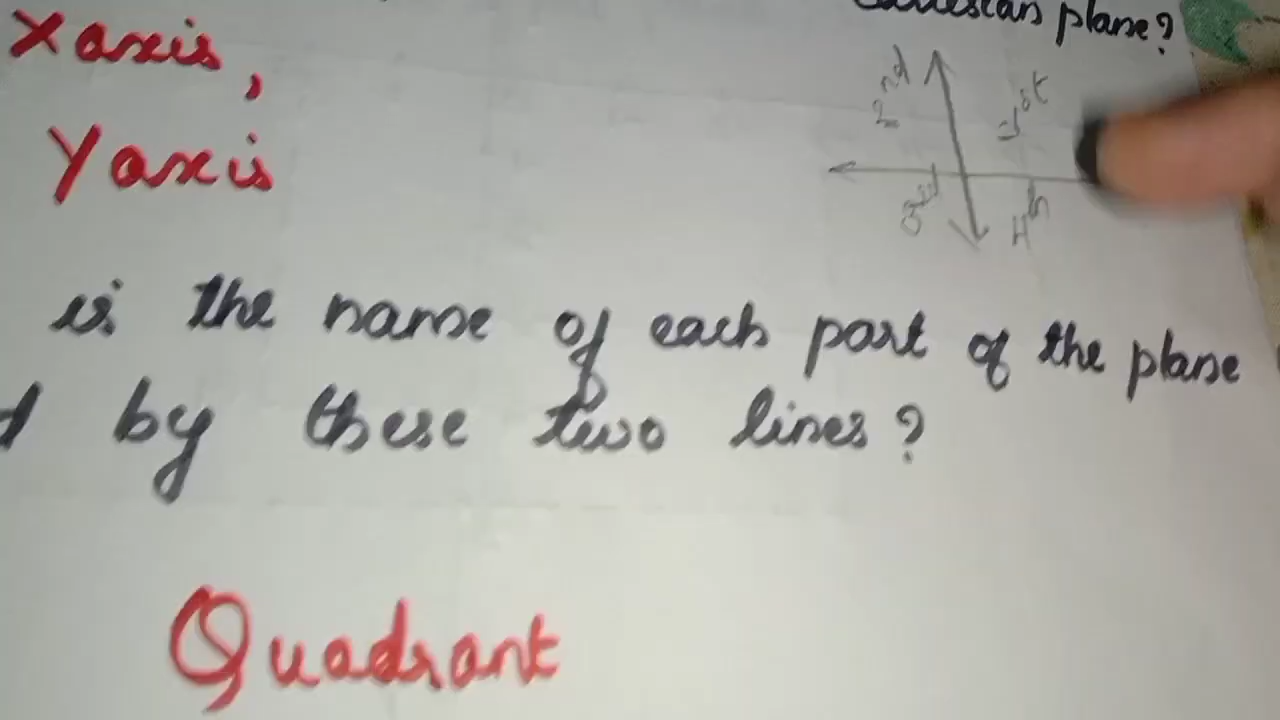 plane?
X axis,
Y axis
2nd
1st
3rd
4th
is the name of each part of the plane
by these two lines?
Quadrant